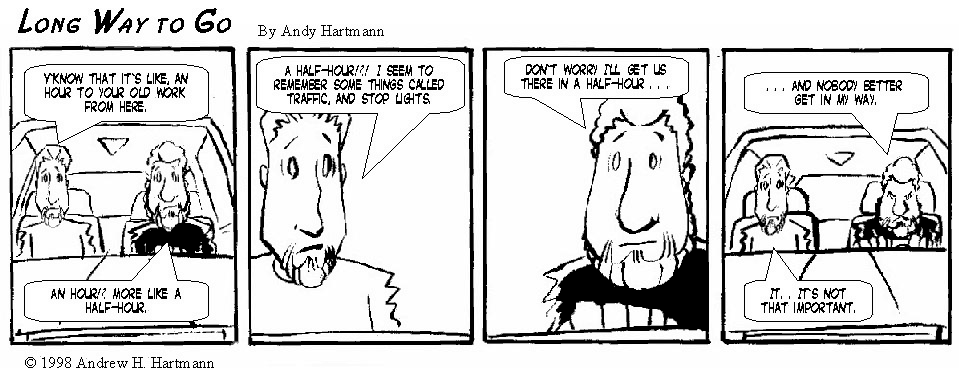 LONG WAY TO GO
By Andy Hartmann
Y'KNOW THAT IT'S LIKE, AN
HOUR TO YOUR OLD WORK
FROM HERE.
AN HOUR!? MORE LIKE A
HALF-HOUR.
A HALF-HOUR!?! I SEEM TO
REMEMBER SOME THINGS CALLED
TRAFFIC, AND STOP LIGHTS.
DON'T WORRY I'LL GET US
THERE IN A HALF-HOUR . . .
. . . AND NOBODY BETTER
GET IN MY WAY.
IT. . IT'S NOT
THAT IMPORTANT.
© 1998 Andrew H. Hartmann